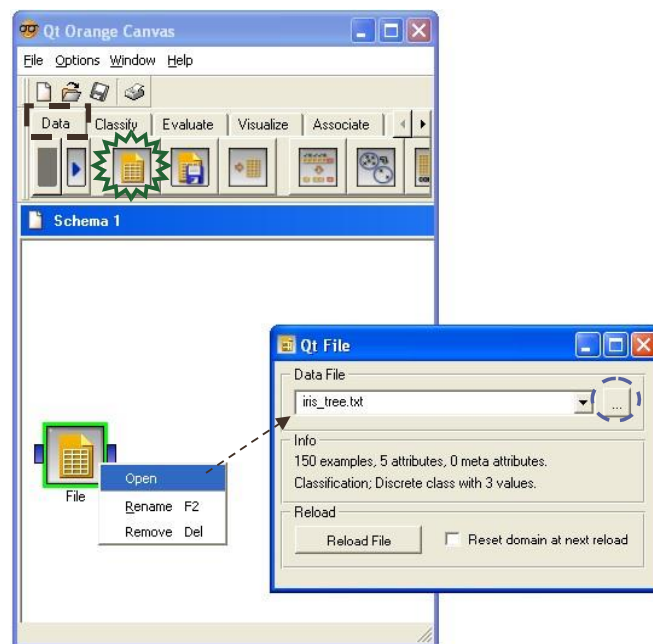 Qt Orange Canvas
File Options Window Help
Data Classify Evaluate Visualize Associate
Schema 1
File
Open
Rename F2
Remove Del
Qt File
Data File
iris_tree.txt
...
Info
150 examples, 5 attributes, 0 meta attributes.
Classification; Discrete class with 3 values.
Reload
Reload File Reset domain at next reload